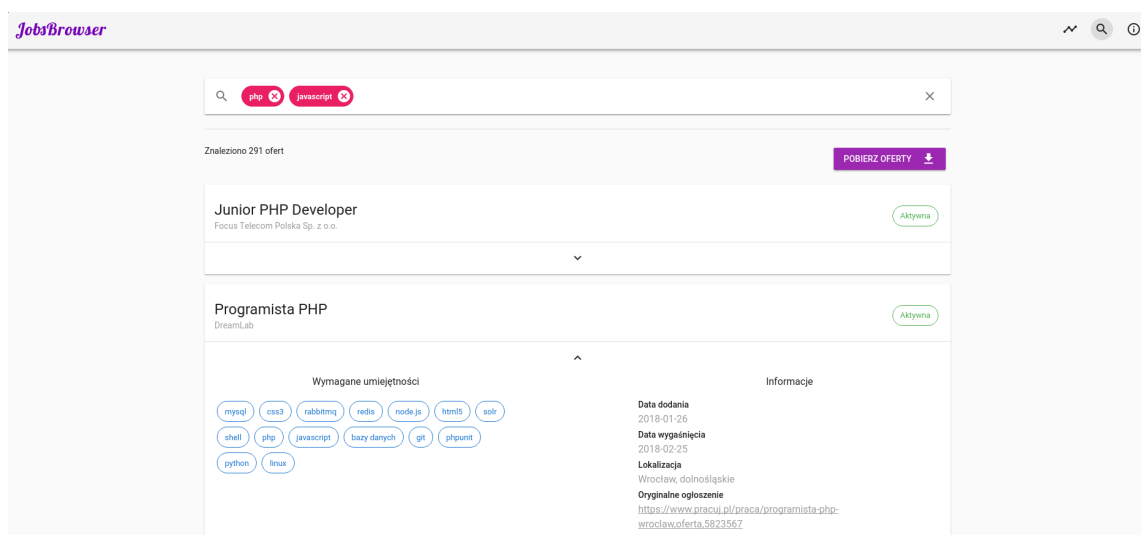 JobsBrowser
php javascript
Znaleziono 291 ofert
POBIERZ OFERTY
Junior PHP Developer
Focus Telecom Polska Sp. z o.o.
Aktywna
Programista PHP
DreamLab
Aktywna
Wymagane umiejętności
mysql css3 rabbitmq redis node.js html5 solr
shell php javascript bazy danych git phpunit
python linux
Informacje
Data dodania
2018-01-26
Data wygaśnięcia
2018-02-25
Lokalizacja
Wrocław, dolnośląskie
Oryginalne ogłoszenie
https://www.pracuj.pl/praca/programista-php-
wroclaw,oferta,5823567